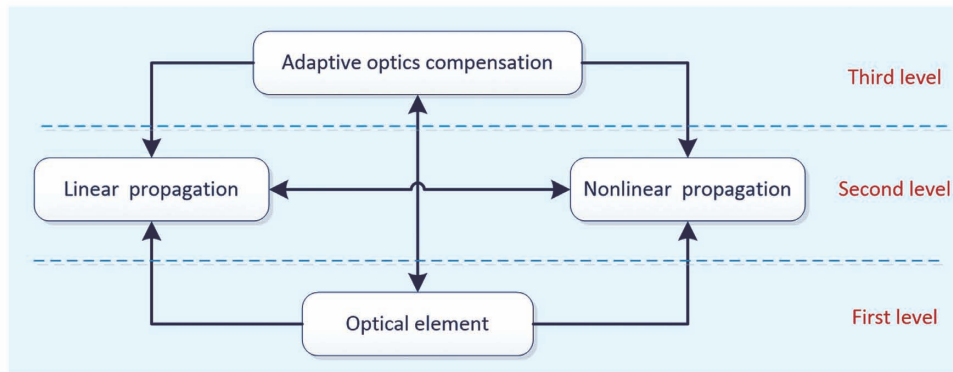 Adaptive optics compensation
Third level
Linear propagation
Nonlinear propagation
Second level
Optical element
First level